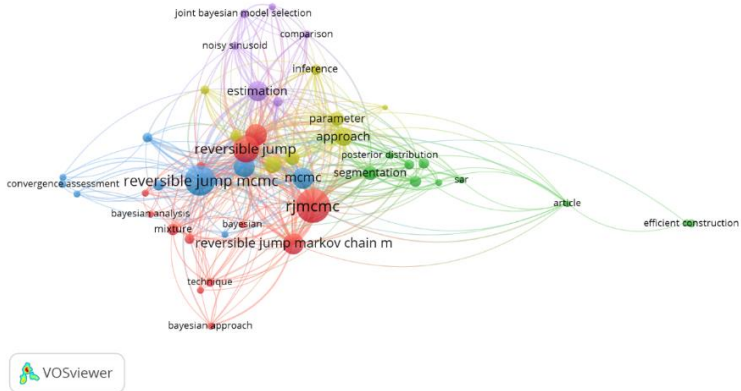 joint bayesian model selection
noisy sinusoid
comparison
inference
estimation
parameter
approach
reversible jump
posterior distribution
segmentation
sar
convergence assessment
reversible jump mcmc
mcmc
rjmcmc
article
bayesian analysis
bayesian
mixture
efficient construction
reversible jump markov chain m
technique
bayesian approach
VOSviewer